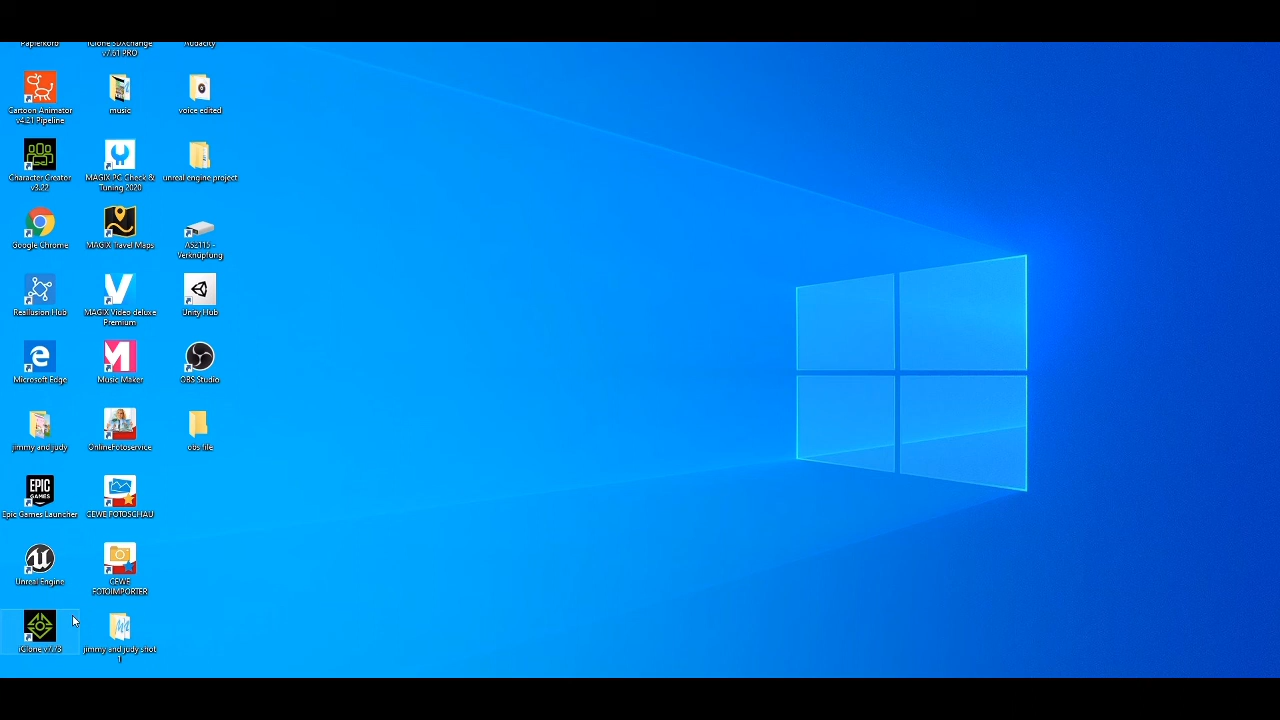 Papierkorb
iClone 3DXchange
v7.61 PRO
Audacity
Cartoon Animator
v4.21 Pipeline
music
voice edited
Character Creator
v3.22
MAGIX PC Check &
Tuning 2020
unreal engine project
Google Chrome
MAGIX Travel Maps
ASZ115 -
Verknüpfung
Reallusion Hub
MAGIX Video deluxe
Premium
Unity Hub
Microsoft Edge
Music Maker
OBS Studio
jimmy and judy
OnlineFotoservice
obs file
EPIC
GAMES
Epic Games Launcher
CEWE FOTOSCHAU
Unreal Engine
CEWE
FOTOIMPORTER
iClone v7.73
jimmy and judy shot
1